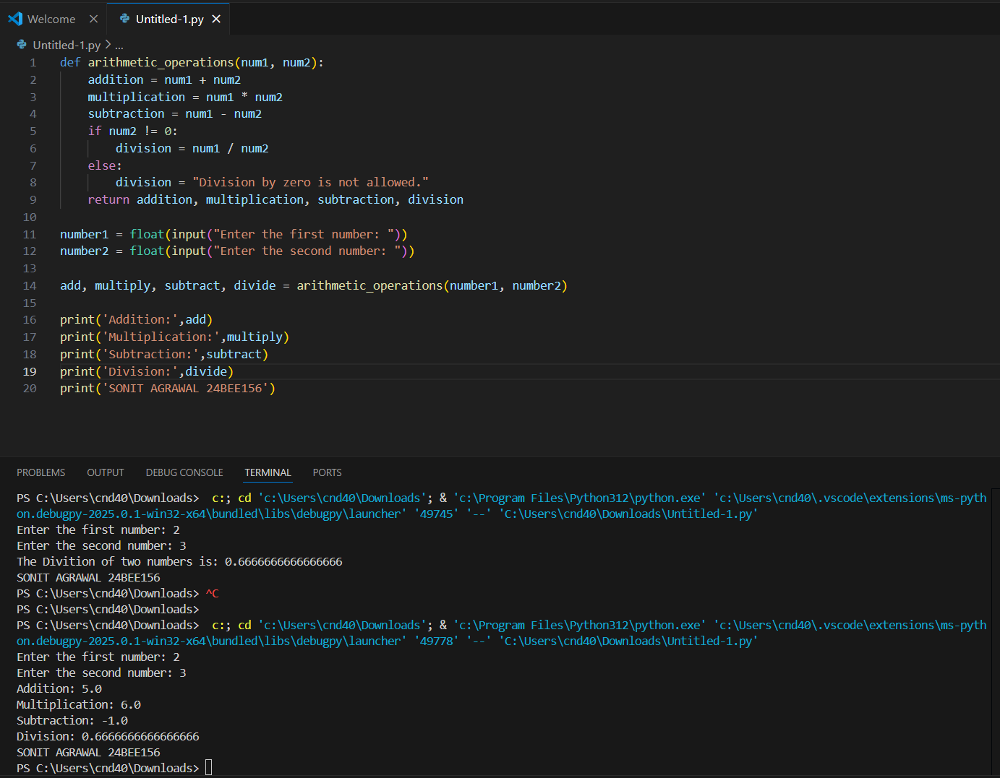 Welcome × Untitled-1.py ×
Untitled-1.py > ...
1 def arithmetic_operations(num1, num2):
2     addition = num1 + num2
3     multiplication = num1 * num2
4     subtraction = num1 - num2
5     if num2 != 0:
6         division = num1 / num2
7     else:
8         division = "Division by zero is not allowed."
9     return addition, multiplication, subtraction, division
10
11 number1 = float(input("Enter the first number: "))
12 number2 = float(input("Enter the second number: "))
13
14 add, multiply, subtract, divide = arithmetic_operations(number1, number2)
15
16 print('Addition:',add)
17 print('Multiplication:',multiply)
18 print('Subtraction:',subtract)
19 print('Division:',divide)
20 print('SONIT AGRAWAL 24BEE156')
PROBLEMS OUTPUT DEBUG CONSOLE TERMINAL PORTS
PS C:\Users\cnd40\Downloads>  c:; cd 'c:\Users\cnd40\Downloads'; & 'c:\Program Files\Python312\python.exe' 'c:\Users\cnd40\.vscode\extensions\ms-pyth
on.debugpy-2025.0.1-win32-x64\bundled\libs\debugpy\launcher' '49745' '--' 'C:\Users\cnd40\Downloads\Untitled-1.py'
Enter the first number: 2
Enter the second number: 3
The Divition of two numbers is: 0.6666666666666666
SONIT AGRAWAL 24BEE156
PS C:\Users\cnd40\Downloads> ^C
PS C:\Users\cnd40\Downloads>
PS C:\Users\cnd40\Downloads>  c:; cd 'c:\Users\cnd40\Downloads'; & 'c:\Program Files\Python312\python.exe' 'c:\Users\cnd40\.vscode\extensions\ms-pyth
on.debugpy-2025.0.1-win32-x64\bundled\libs\debugpy\launcher' '49778' '--' 'C:\Users\cnd40\Downloads\Untitled-1.py'
Enter the first number: 2
Enter the second number: 3
Addition: 5.0
Multiplication: 6.0
Subtraction: -1.0
Division: 0.6666666666666666
SONIT AGRAWAL 24BEE156
PS C:\Users\cnd40\Downloads>